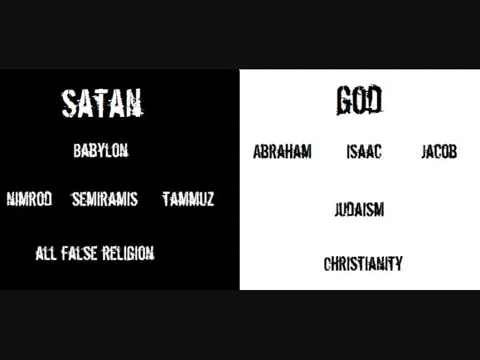 SATAN
BABYLON
NIMROD SEMIRAMIS TAMMUZ
ALL FALSE RELIGION
GOD
ABRAHAM ISAAC JACOB
JUDAISM
CHRISTIANITY